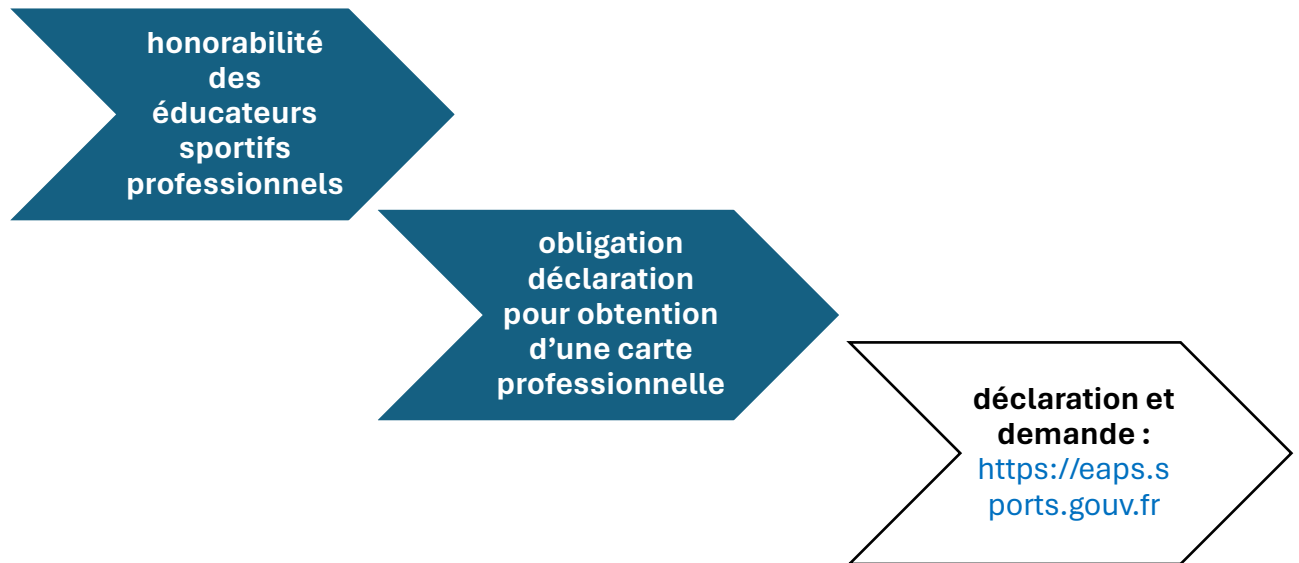 honorabilité
des
éducateurs
sportifs
professionnels
obligation
déclaration
pour obtention
d’une carte
professionnelle
déclaration et
demande :
https://eaps.s
ports.gouv.fr